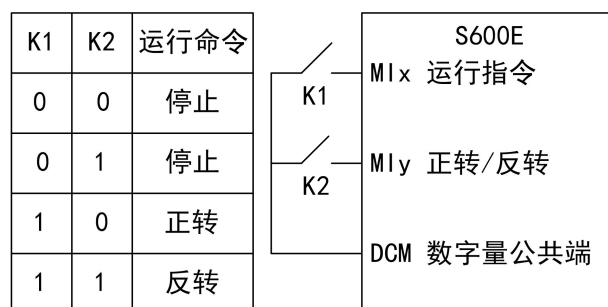 K1 K2 运行命令
0 0 停止
0 1 停止
1 0 正转
1 1 反转
S600E
K1
MIx 运行指令
K2
MIy 正转/反转
DCM 数字量公共端